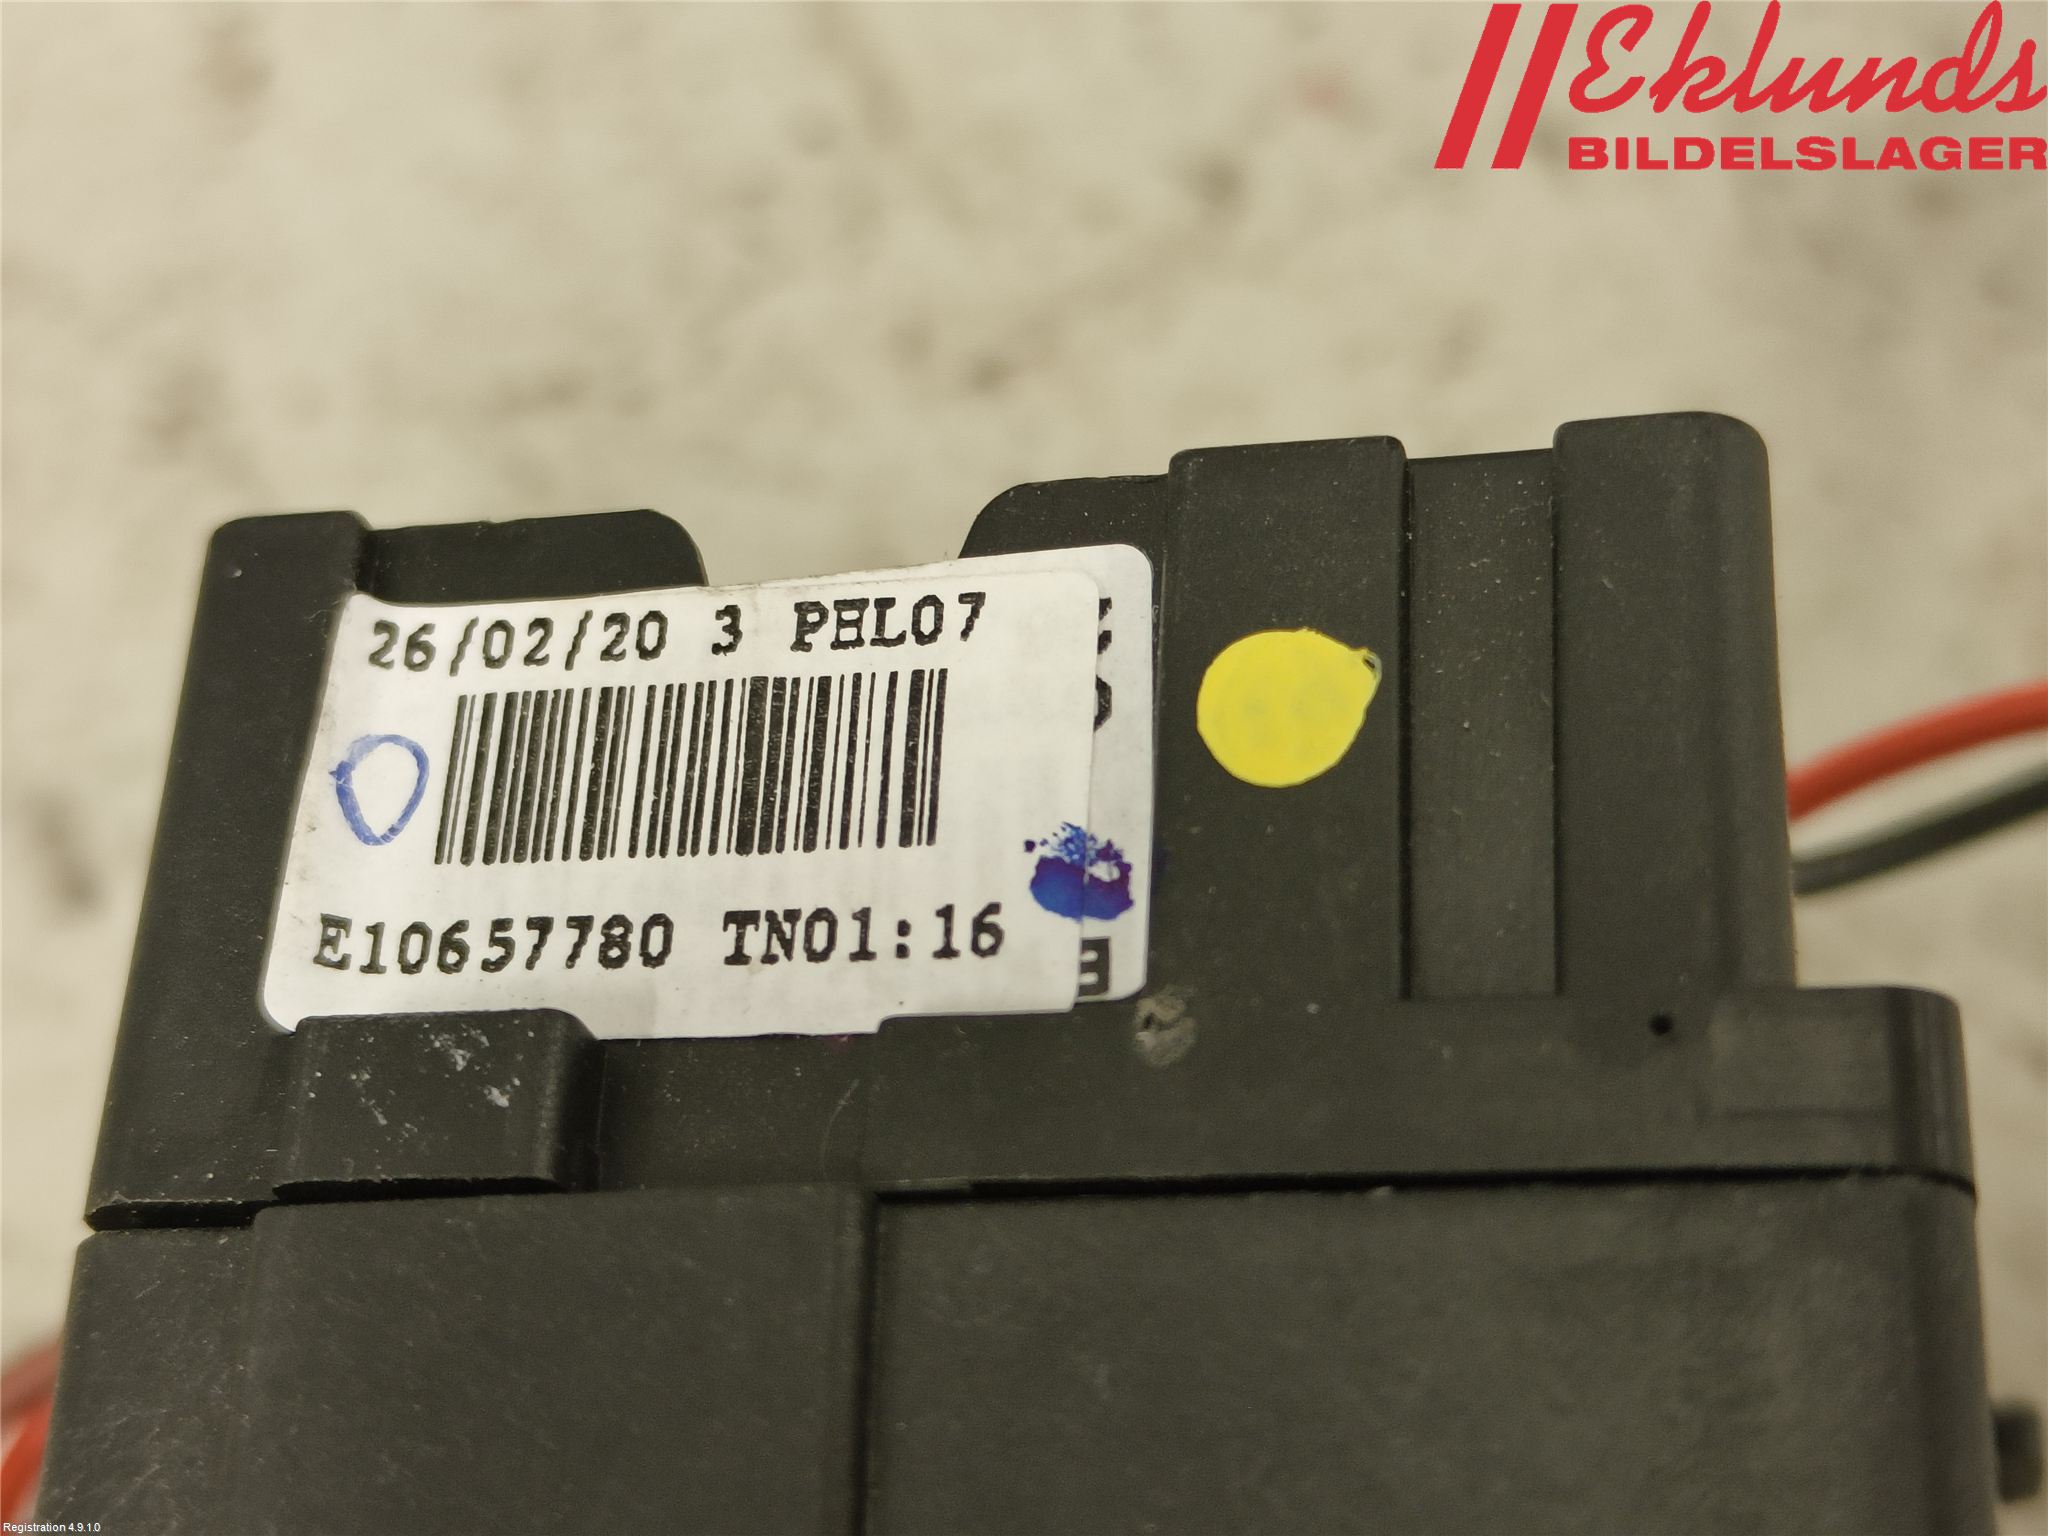 Eklunds
BILDELSLAGER
26/02/20 3 PHL07
E10657780 TN01:16
Registration 4.9.1.0